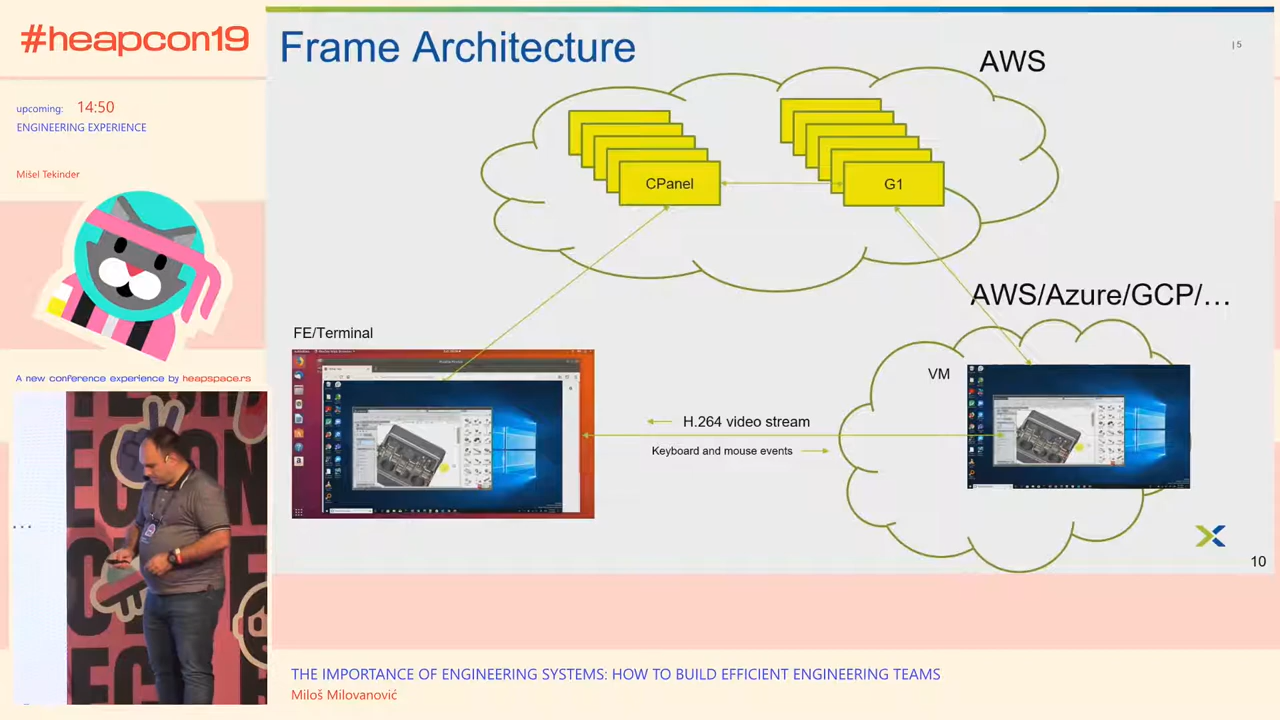 #heapcon19
upcoming: 14:50
ENGINEERING EXPERIENCE
Mišel Tekinder
A new conference experience by heapspace.rs
Frame Architecture
| 5
AWS
CPanel
G1
AWS/Azure/GCP/…
FE/Terminal
VM
H.264 video stream
Keyboard and mouse events
10
THE IMPORTANCE OF ENGINEERING SYSTEMS: HOW TO BUILD EFFICIENT ENGINEERING TEAMS
Miloš Milovanović